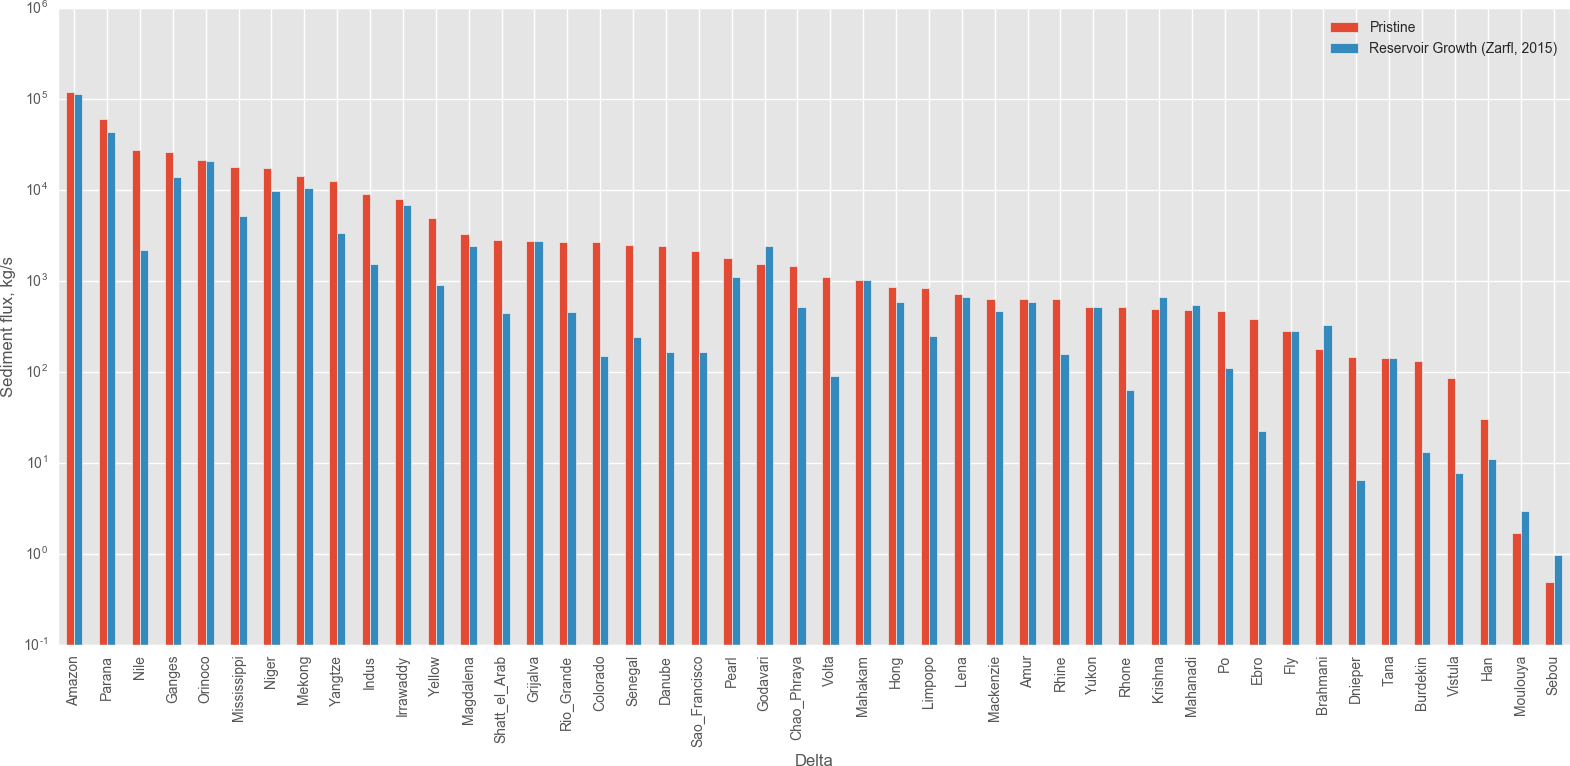 10^6
10^5
10^4
10^3
10^2
10^1
10^0
10^-1
Sediment flux, kg/s
Pristine
Reservoir Growth (Zarfl, 2015)
Amazon
Parana
Nile
Ganges
Orinoco
Mississippi
Niger
Mekong
Yangtze
Indus
Irrawaddy
Yellow
Magdalena
Shatt_el_Arab
Grijalva
Rio_Grande
Colorado
Senegal
Danube
Sao_Francisco
Pearl
Godavari
Chao_Phraya
Volta
Mahakam
Hong
Limpopo
Lena
Mackenzie
Amur
Rhine
Yukon
Rhone
Krishna
Mahanadi
Po
Ebro
Fly
Brahmani
Dnieper
Tana
Burdekin
Vistula
Han
Moulouya
Sebou
Delta